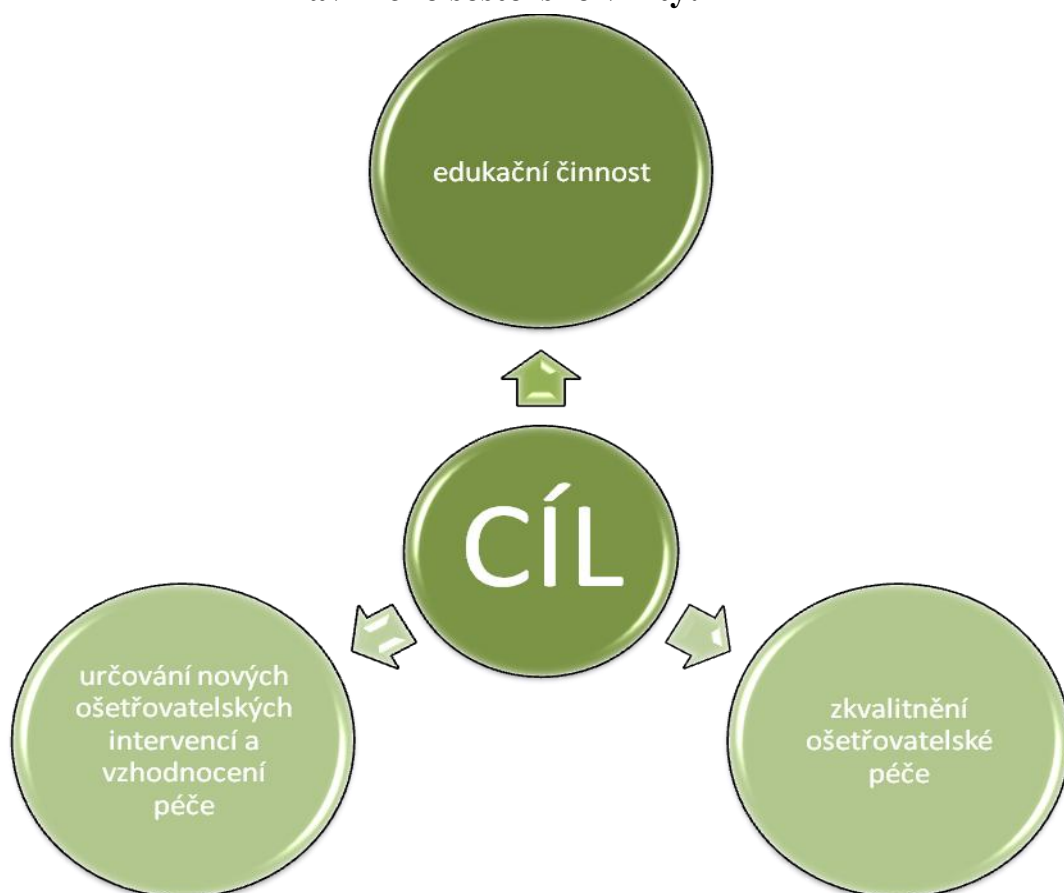 edukační činnost
CÍL
určování nových
ošetřovatelských
intervencí a
vzhodnocení
péče
zkvalitnění
ošetřovatelské
péče